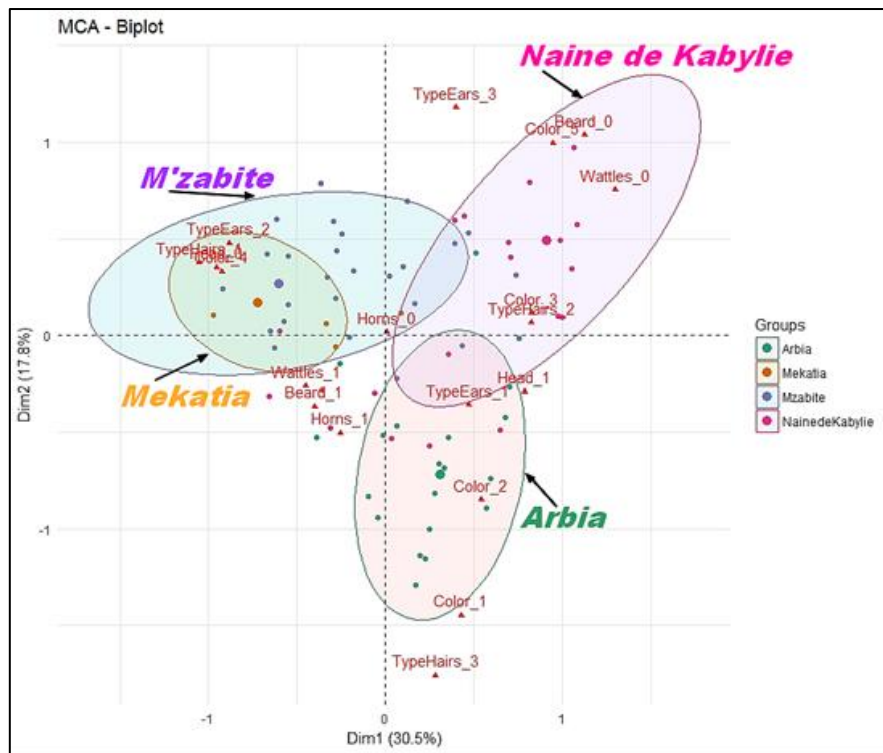 MCA - Biplot
Naine de Kabylie
TypeEars_3
Color_5
Beard_0
1
M'zabite
Wattles_0
TypeEars_2
TypeHairs_
Color_4
Color_3
TypeHairs_2
Horns_0
0
Mekatia
Wattles_1
Beard_1
Head_1
TypeEars_1
Horns_1
Color_2
Arbia
-1
Color_1
TypeHairs_3
-1
0
1
Dim1 (30.5%)
Dim2 (17.8%)
Groups
Arbia
Mekatia
Mzabite
NainedeKabylie